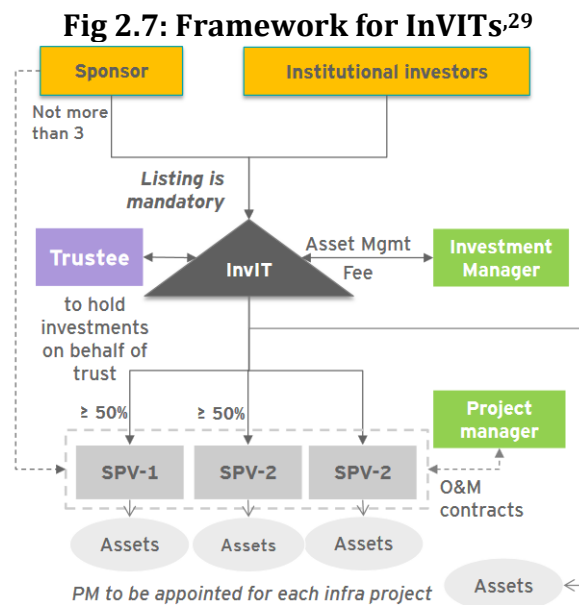 Fig 2.7: Framework for InVITs,29
Sponsor
Institutional investors
Not more
than 3
Listing is
mandatory
Trustee
InvIT
Asset Mgmt
Fee
Investment
Manager
to hold
investments
on behalf of
trust
≥ 50%
≥ 50%
Project
manager
SPV-1
SPV-2
SPV-2
O&M
contracts
Assets
Assets
Assets
PM to be appointed for each infra project
Assets